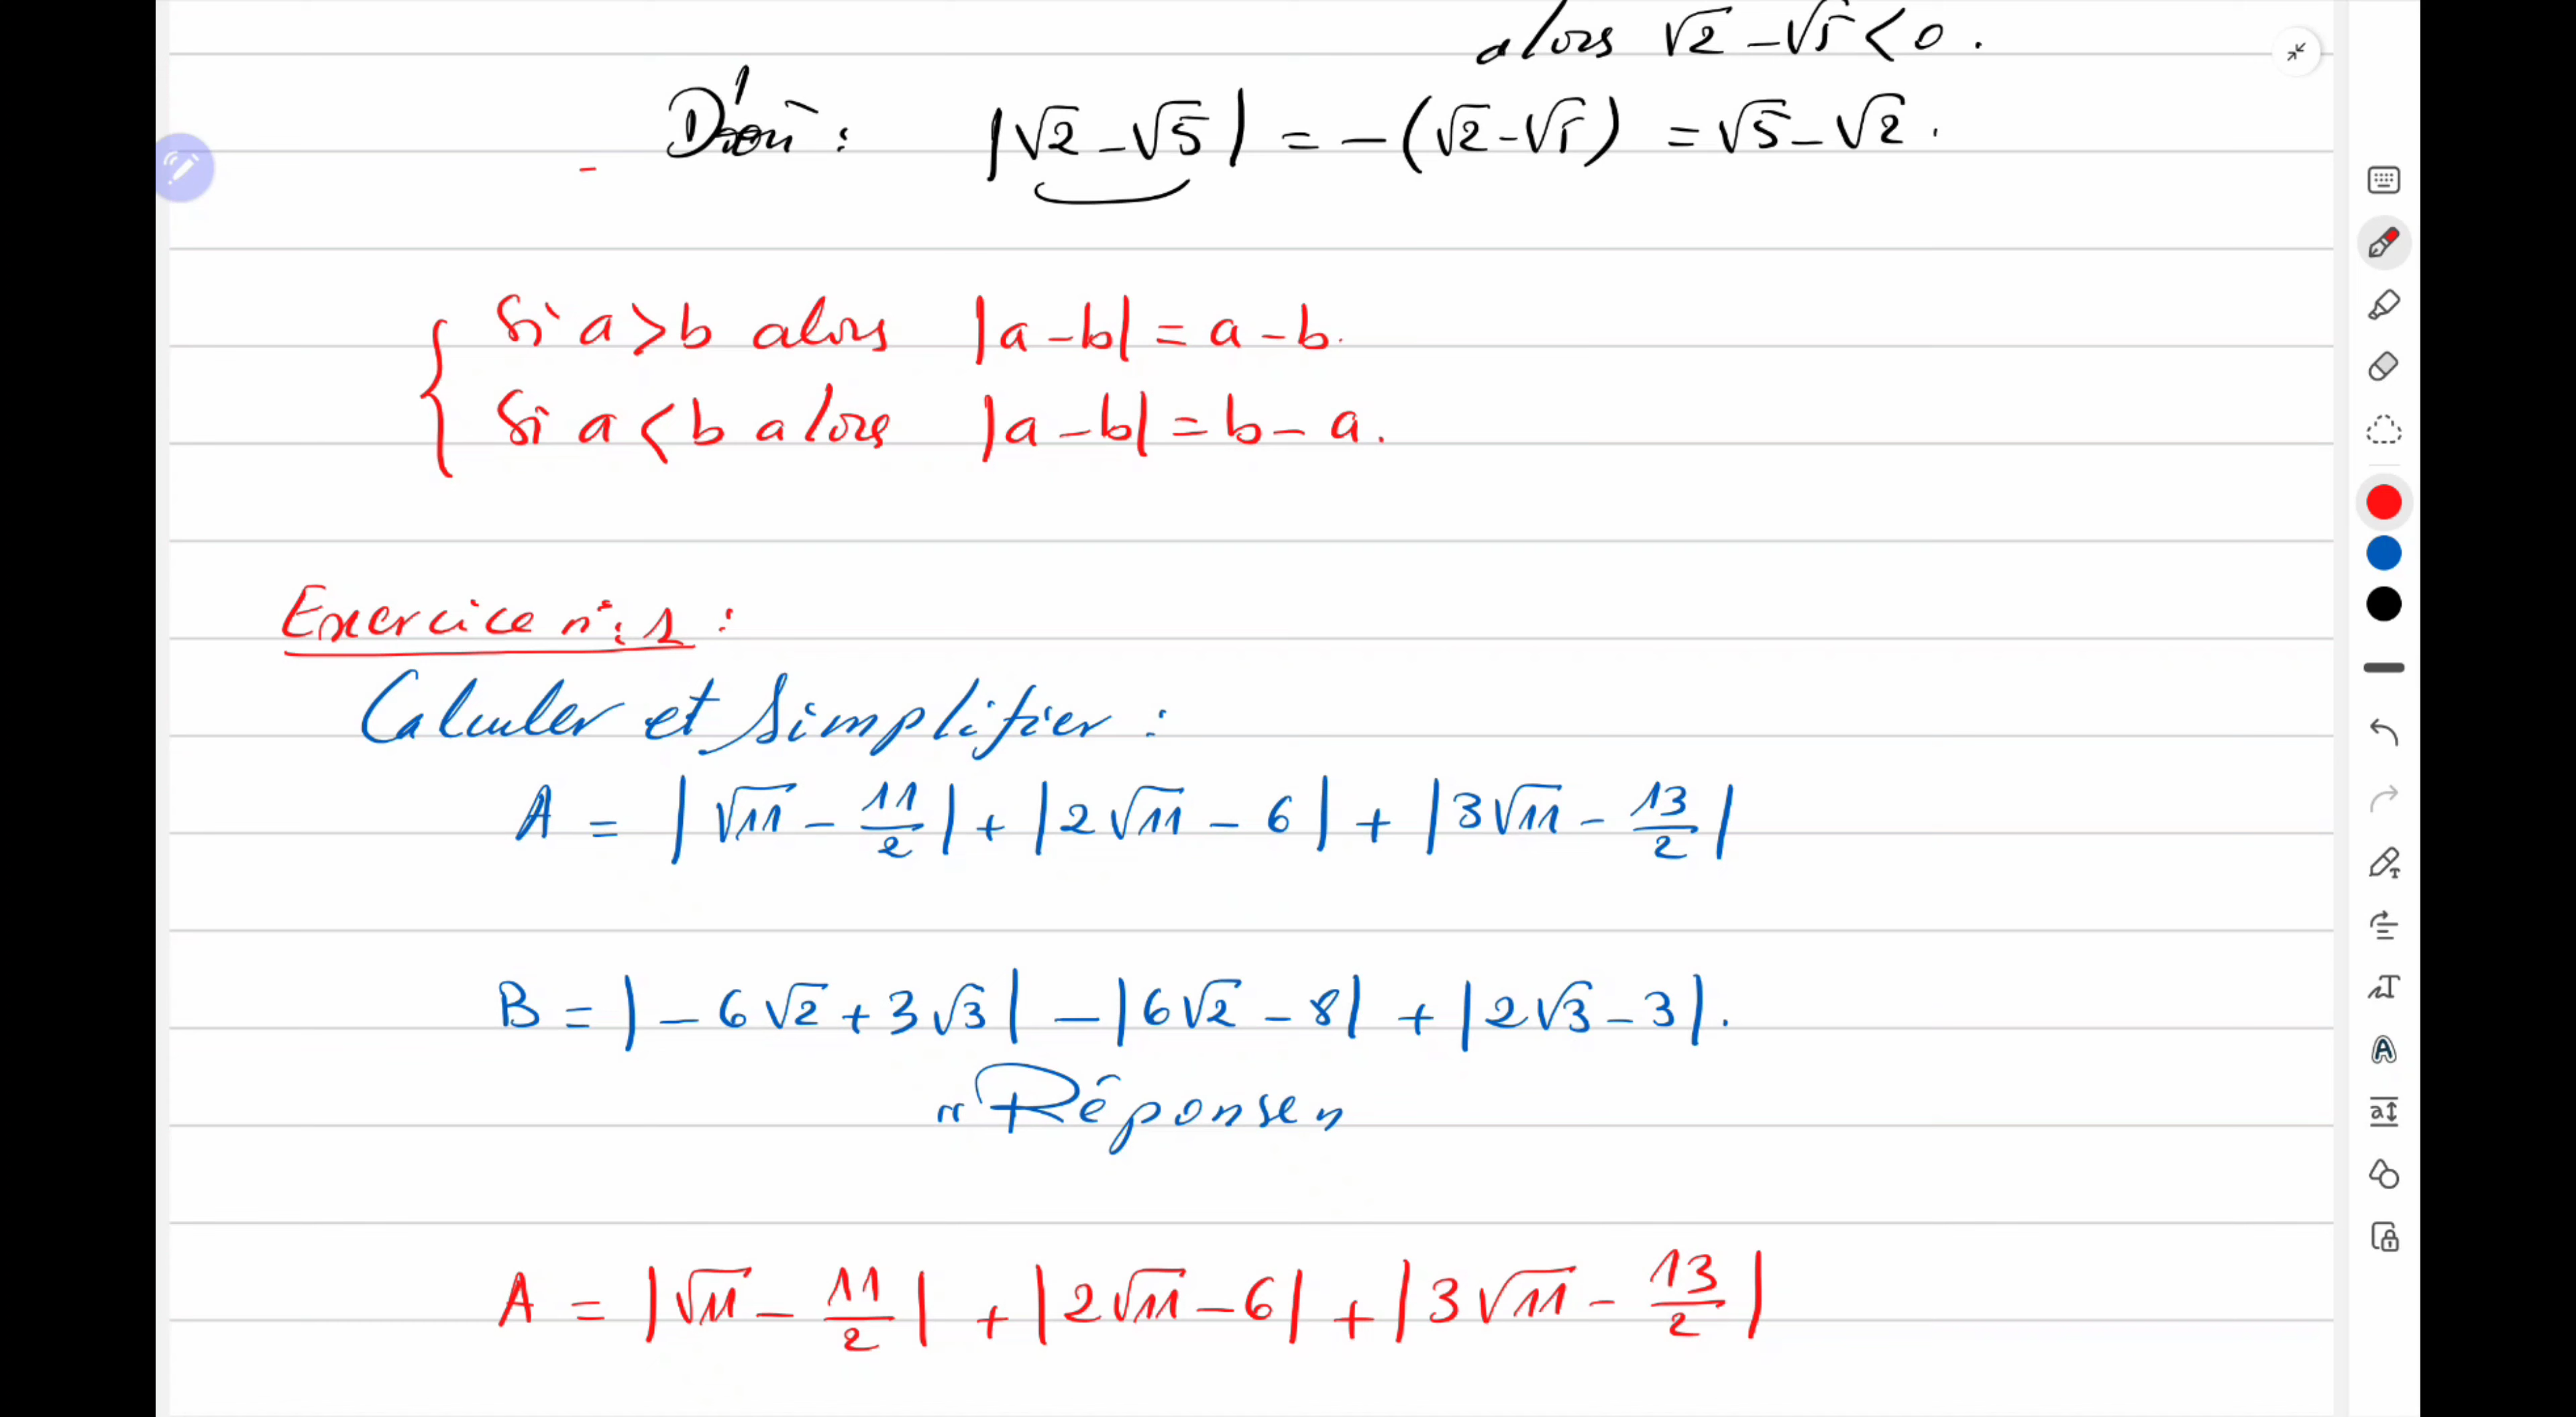 alors √2 - √5 < 0.
D'où : |√2 - √5| = -(√2 - √5) = √5 - √2.
Si a > b alors |a - b| = a - b.
Si a < b alors |a - b| = b - a.
Exercice n°: 1 :
Calculer et Simplifier :
A = |√11 - 11/2| + |2√11 - 6| + |3√11 - 13/2|
B = |-6√2 + 3√3| - |6√2 - 8| + |2√3 - 3|.
"Réponse"
A = |√11 - 11/2| + |2√11 - 6| + |3√11 - 13/2|